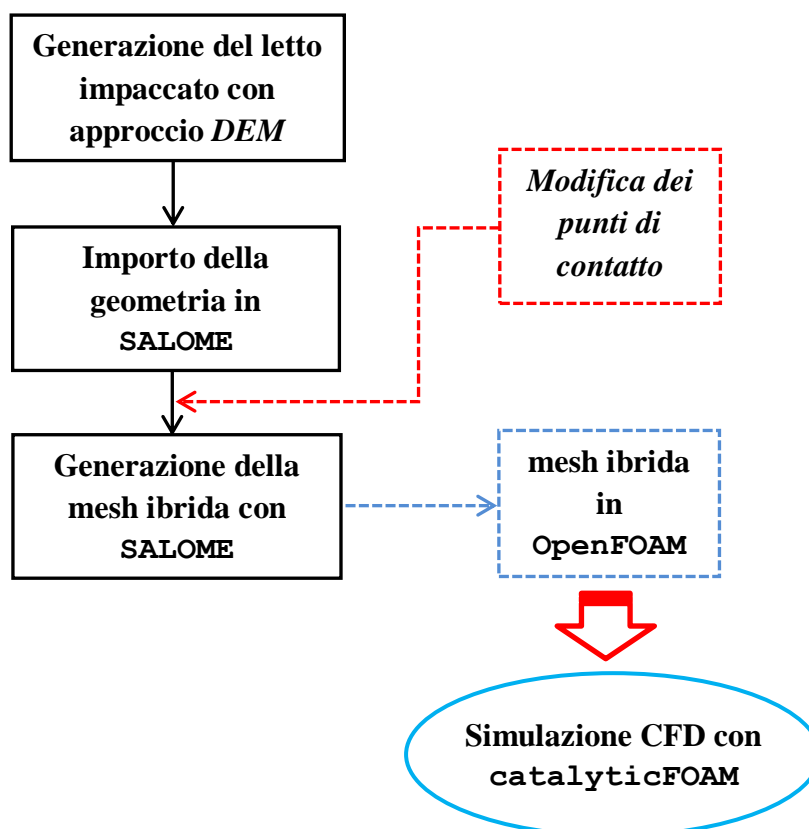 Generazione del letto
impaccato con
approccio DEM
Modifica dei
punti di
contatto
Importo della
geometria in
SALOME
Generazione della
mesh ibrida con
SALOME
mesh ibrida
in
OpenFOAM
Simulazione CFD con
catalyticFOAM